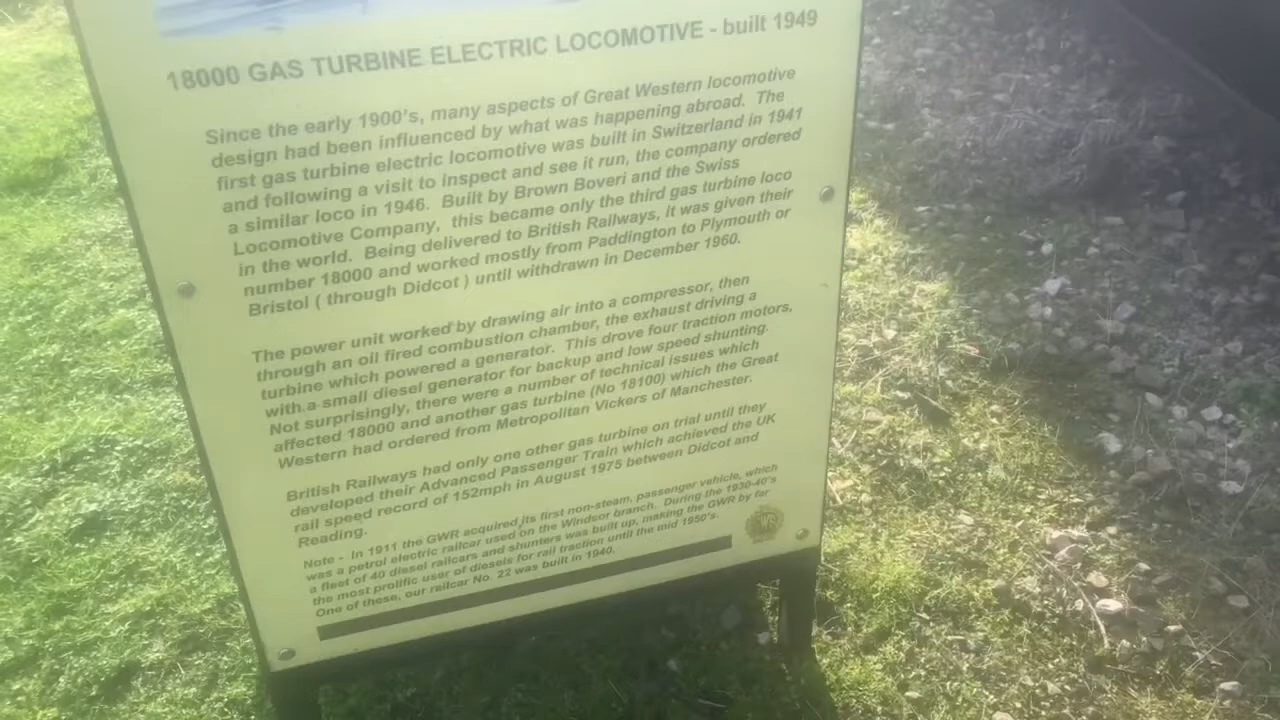 18000 GAS TURBINE ELECTRIC LOCOMOTIVE - built 1949
Since the early 1900's, many aspects of Great Western locomotive
design had been influenced by what was happening abroad. The
first gas turbine electric locomotive was built in Switzerland in 1941
and following a visit to inspect and see it run, the company ordered
a similar loco in 1946. Built by Brown Boveri and the Swiss
Locomotive Company, this became only the third gas turbine loco
in the world. Being delivered to British Railways, it was given their
number 18000 and worked mostly from Paddington to Plymouth or
Bristol ( through Didcot ) until withdrawn in December 1960.
The power unit worked by drawing air into a compressor, then
through an oil fired combustion chamber, the exhaust driving a
turbine which powered a generator. This drove four traction motors,
with a small diesel generator for backup and low speed shunting.
Not surprisingly, there were a number of technical issues which
affected 18000 and another gas turbine (No 18100) which the Great
Western had ordered from Metropolitan Vickers of Manchester.
British Railways had only one other gas turbine on trial until they
developed their Advanced Passenger Train which achieved the UK
rail speed record of 152mph in August 1975 between Didcot and
Reading.
Note - In 1911 the GWR acquired its first non-steam, passenger vehicle, which
was a petrol electric railcar used on the Windsor branch. During the 1930-40's
a fleet of 40 diesel railcars and shunters was built up, making the GWR by far
the most prolific user of diesels for rail traction until the mid 1950's.
One of these, our railcar No. 22 was built in 1940.